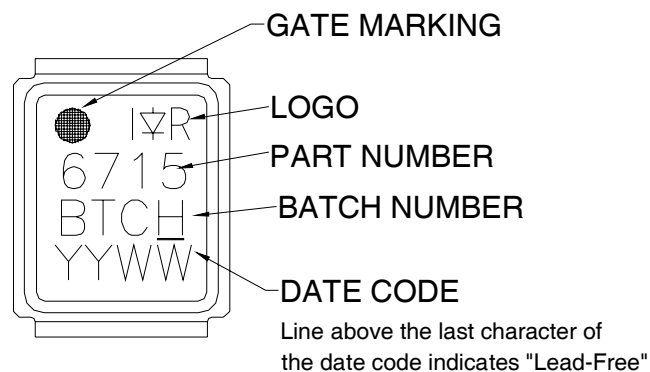 GATE MARKING
I R
LOGO
6715
PART NUMBER
BTCH
BATCH NUMBER
YYWW
DATE CODE
Line above the last character of
the date code indicates "Lead-Free"